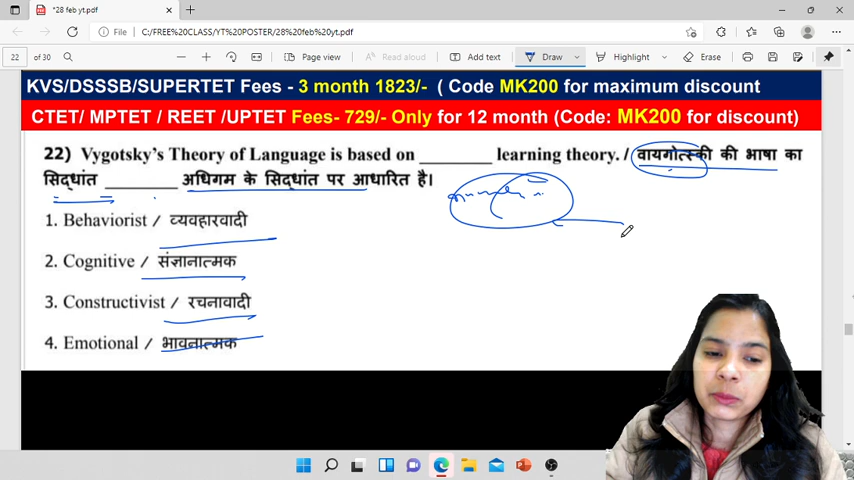 *28 feb yt.pdf
File C:/FREE%20CLASS/YT%20POSTER/28%20feb%20yt.pdf
22 of 30 Page view Read aloud Add text Draw Highlight Erase
KVS/DSSSB/SUPERTET Fees - 3 month 1823/- ( Code MK200 for maximum discount
CTET/ MPTET / REET /UPTET Fees- 729/- Only for 12 month (Code: MK200 for discount)
22) Vygotsky's Theory of Language is based on _______ learning theory. / वायगोत्स्की की भाषा का
सिद्धांत ________ अधिगम के सिद्धांत पर आधारित है।
1. Behaviorist / व्यवहारवादी
2. Cognitive / संज्ञानात्मक
3. Constructivist / रचनावादी
4. Emotional / भावनात्मक